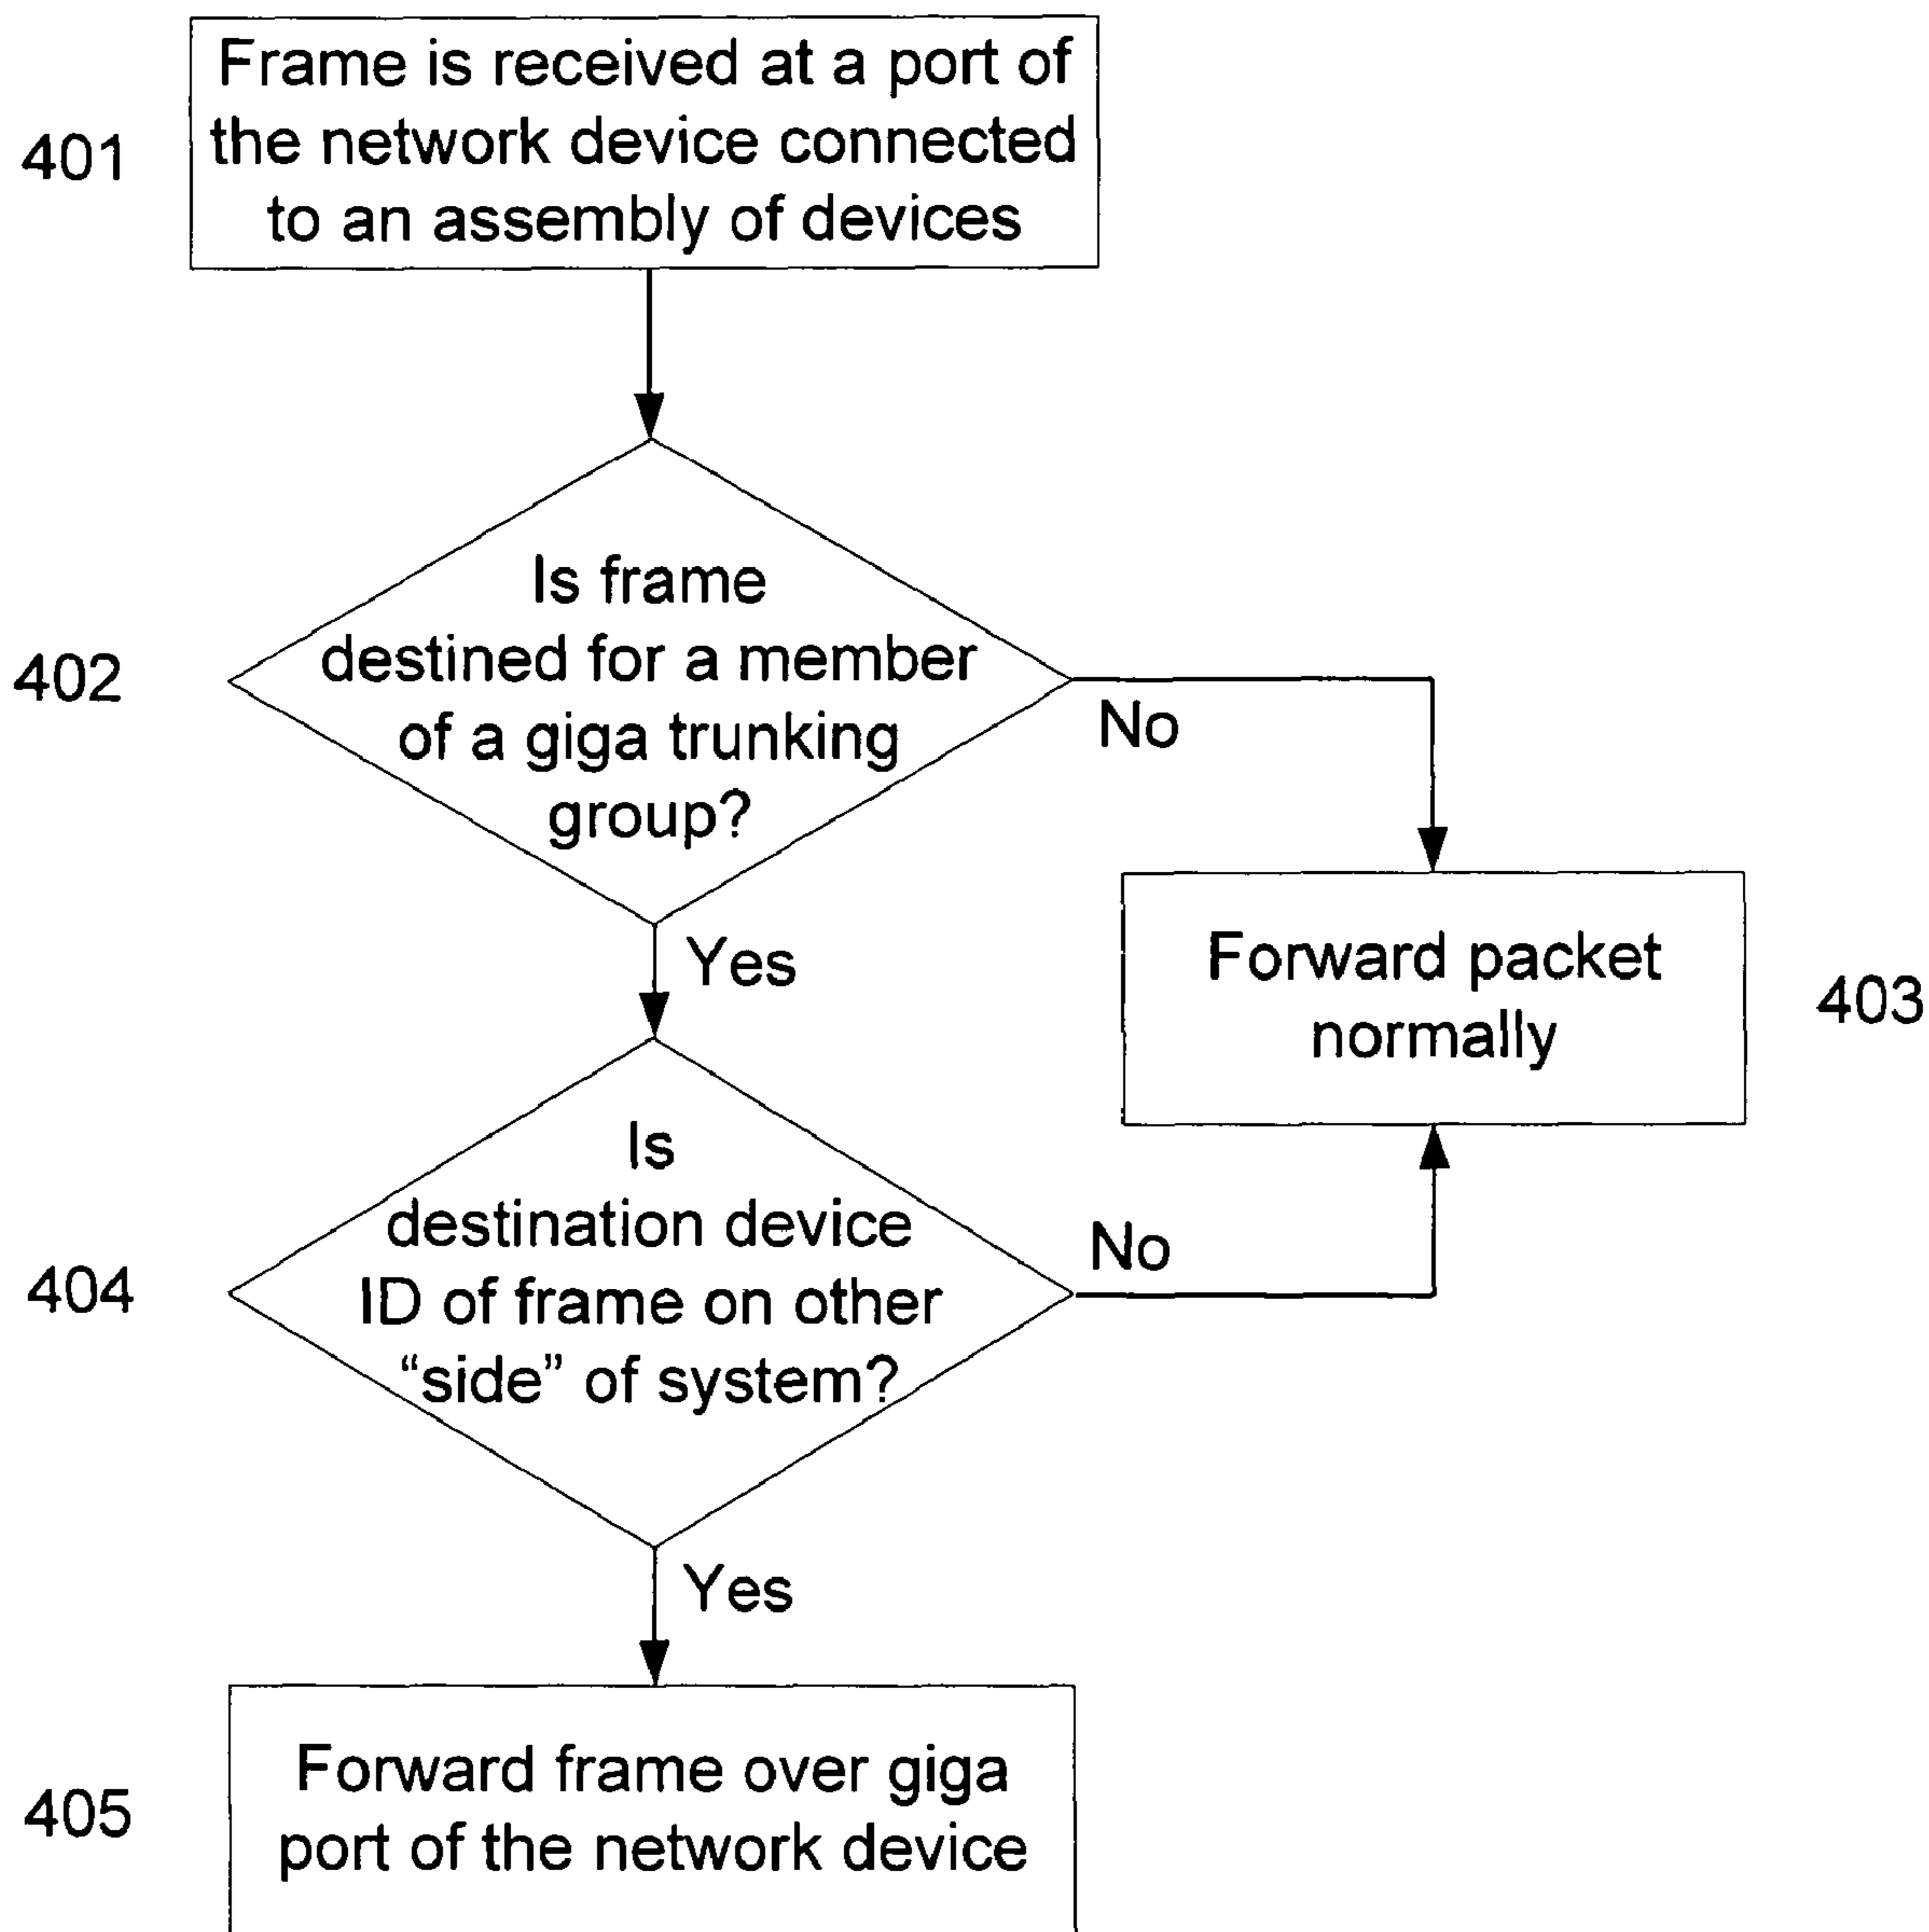 Frame is received at a port of
the network device connected
to an assembly of devices
401
Is frame
destined for a member
of a giga trunking
group?
402
No
Yes
Forward packet
normally
403
Is
destination device
ID of frame on other
“side” of system?
404
No
Yes
Forward frame over giga
port of the network device
405